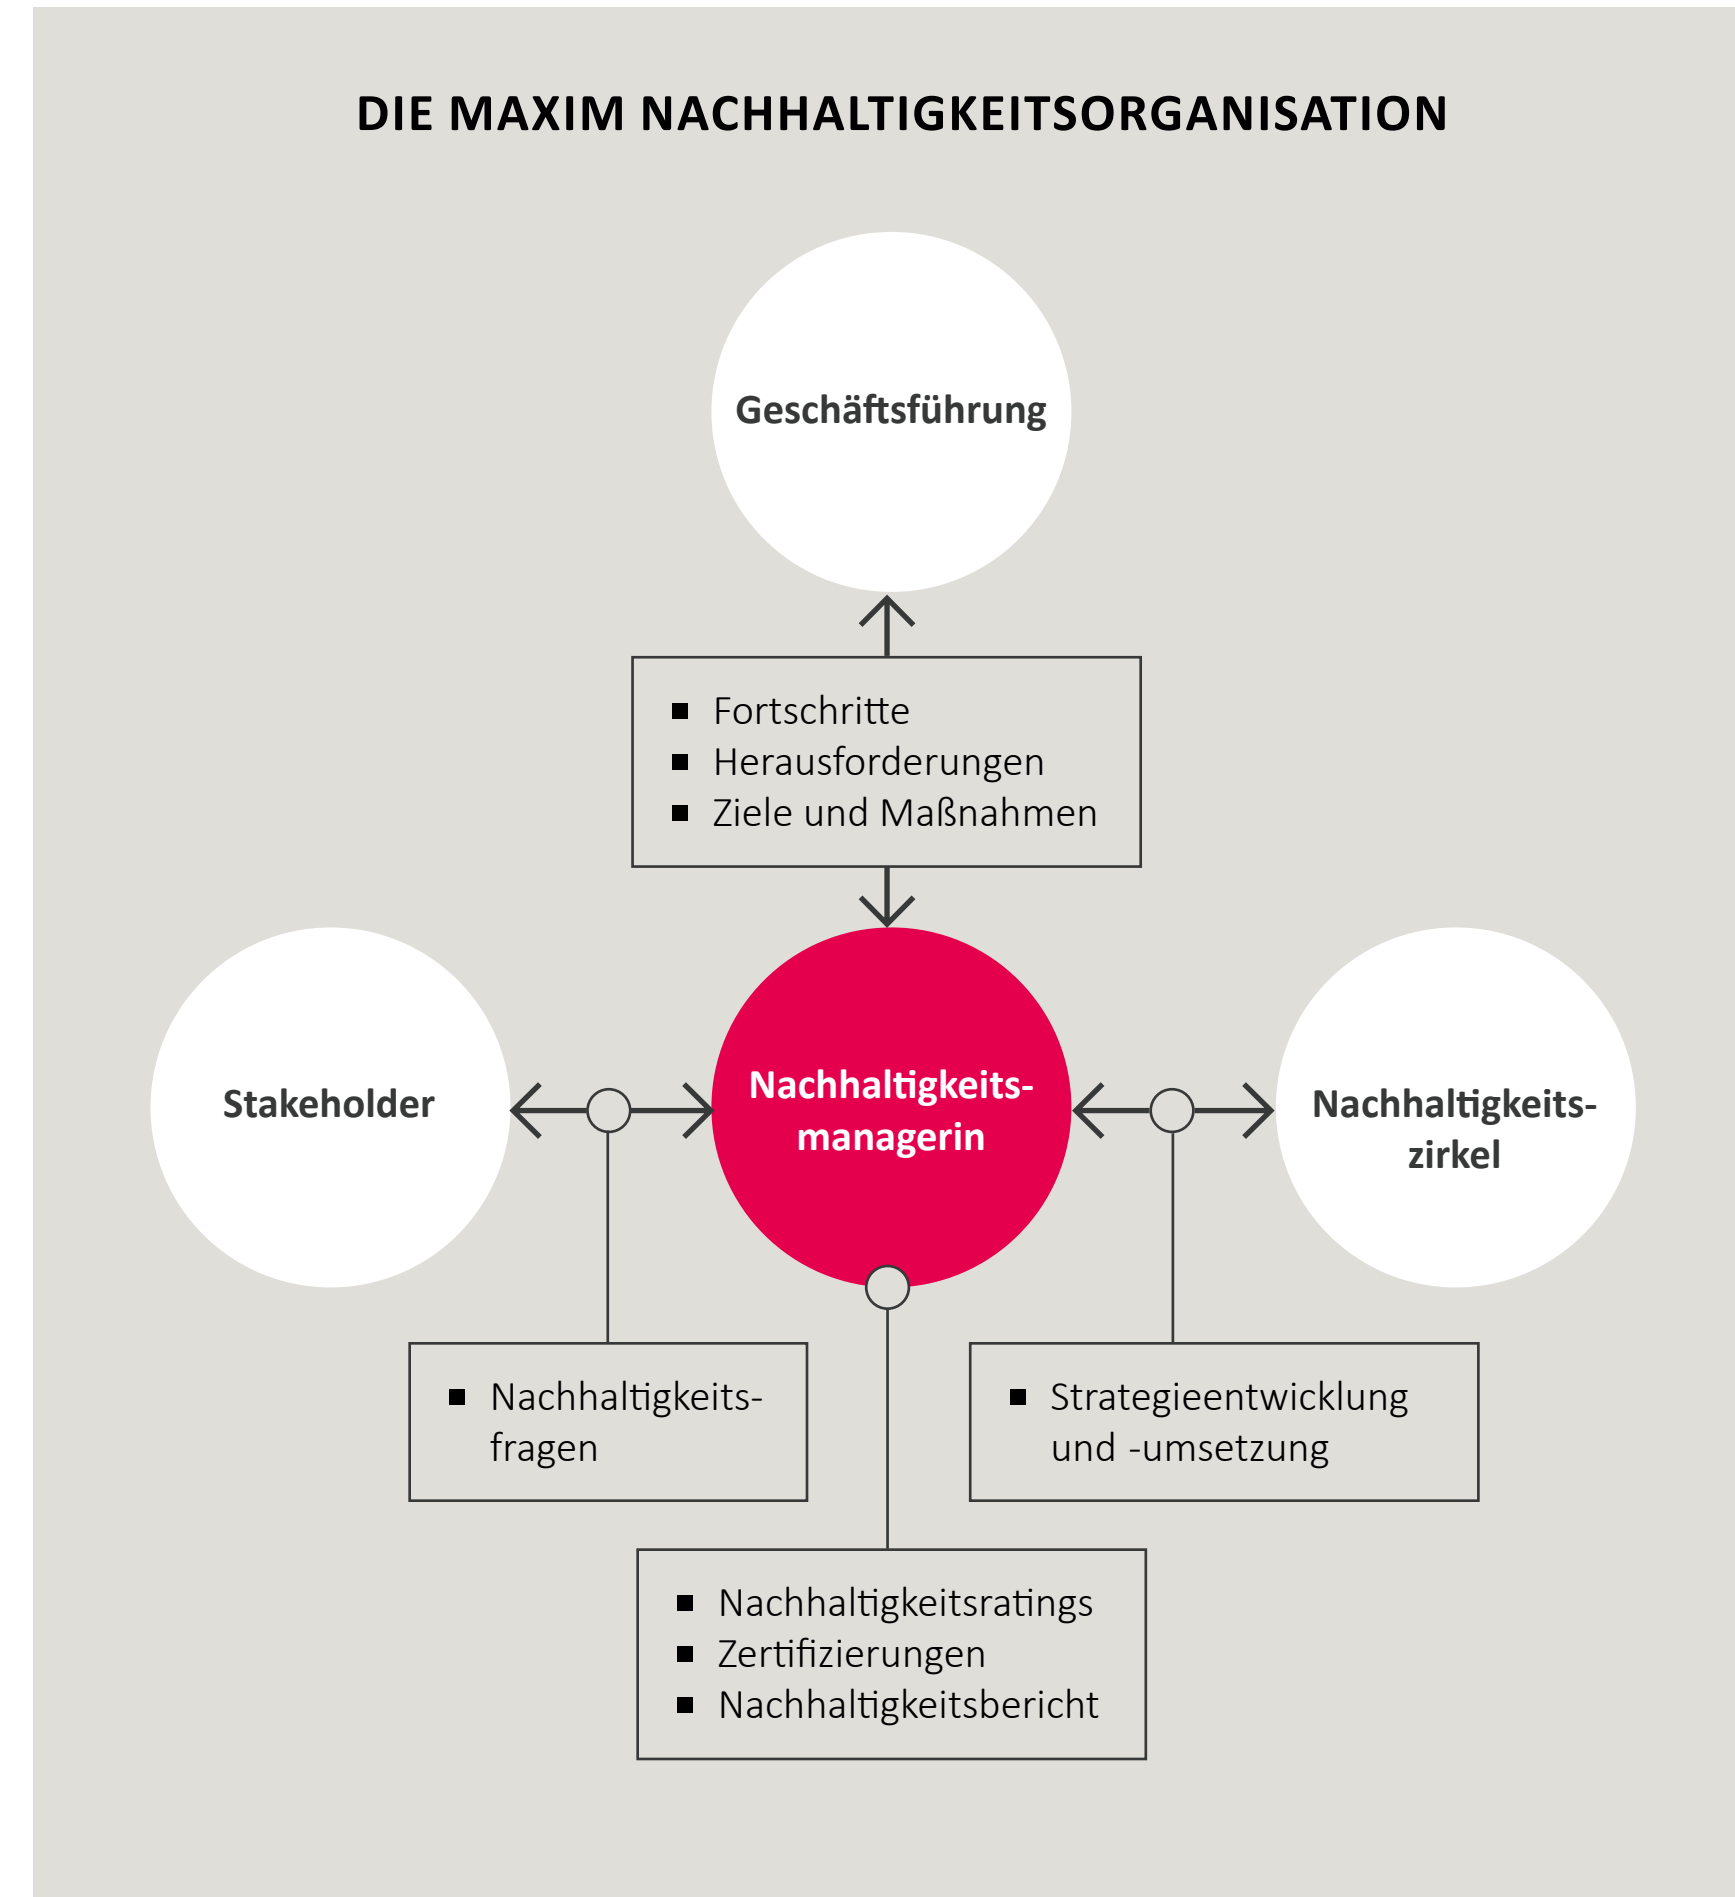 DIE MAXIM NACHHALTIGKEITSORGANISATION
Geschäftsführung
▪ Fortschritte
▪ Herausforderungen
▪ Ziele und Maßnahmen
Stakeholder
Nachhaltigkeits-
managerin
Nachhaltigkeits-
zirkel
▪ Nachhaltigkeits-
fragen
▪ Strategieentwicklung
und -umsetzung
▪ Nachhaltigkeitsratings
▪ Zertifizierungen
▪ Nachhaltigkeitsbericht